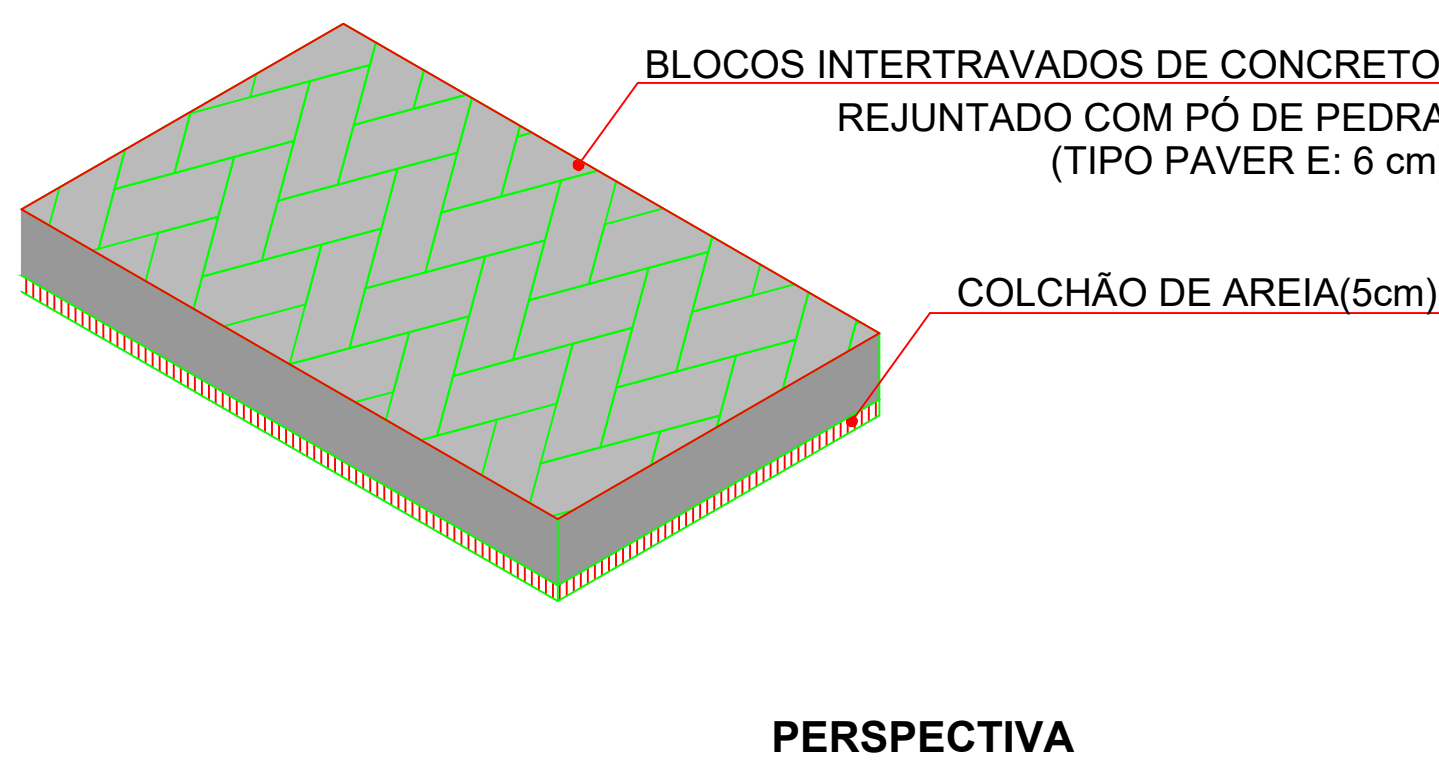 BLOCOS INTERTRAVADOS DE CONCRETO
REJUNTADO COM PÓ DE PEDRA
(TIPO PAVER E: 6 cm
COLCHÃO DE AREIA(5cm)
PERSPECTIVA